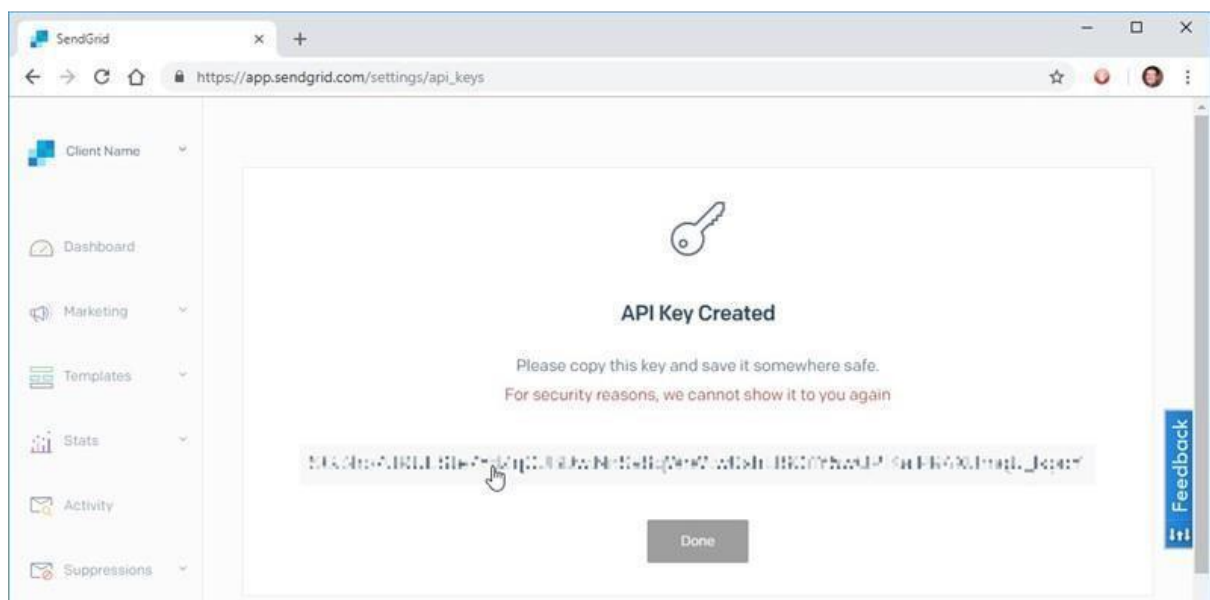 SendGrid
https://app.sendgrid.com/settings/api_keys
Client Name
Dashboard
Marketing
Templates
Stats
Activity
Suppressions
API Key Created
Please copy this key and save it somewhere safe.
For security reasons, we cannot show it to you again
Done
Feedback